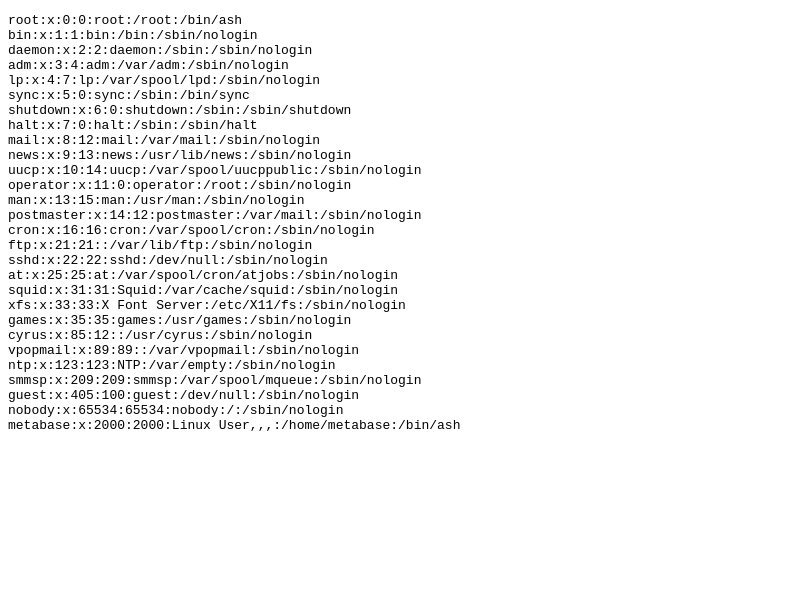 root:x:0:0:root:/root:/bin/ash
bin:x:1:1:bin:/bin:/sbin/nologin
daemon:x:2:2:daemon:/sbin:/sbin/nologin
adm:x:3:4:adm:/var/adm:/sbin/nologin
lp:x:4:7:lp:/var/spool/lpd:/sbin/nologin
sync:x:5:0:sync:/sbin:/bin/sync
shutdown:x:6:0:shutdown:/sbin:/sbin/shutdown
halt:x:7:0:halt:/sbin:/sbin/halt
mail:x:8:12:mail:/var/mail:/sbin/nologin
news:x:9:13:news:/usr/lib/news:/sbin/nologin
uucp:x:10:14:uucp:/var/spool/uucppublic:/sbin/nologin
operator:x:11:0:operator:/root:/sbin/nologin
man:x:13:15:man:/usr/man:/sbin/nologin
postmaster:x:14:12:postmaster:/var/mail:/sbin/nologin
cron:x:16:16:cron:/var/spool/cron:/sbin/nologin
ftp:x:21:21::/var/lib/ftp:/sbin/nologin
sshd:x:22:22:sshd:/dev/null:/sbin/nologin
at:x:25:25:at:/var/spool/cron/atjobs:/sbin/nologin
squid:x:31:31:Squid:/var/cache/squid:/sbin/nologin
xfs:x:33:33:X Font Server:/etc/X11/fs:/sbin/nologin
games:x:35:35:games:/usr/games:/sbin/nologin
cyrus:x:85:12::/usr/cyrus:/sbin/nologin
vpopmail:x:89:89::/var/vpopmail:/sbin/nologin
ntp:x:123:123:NTP:/var/empty:/sbin/nologin
smmsp:x:209:209:smmsp:/var/spool/mqueue:/sbin/nologin
guest:x:405:100:guest:/dev/null:/sbin/nologin
nobody:x:65534:65534:nobody:/:/sbin/nologin
metabase:x:2000:2000:Linux User,,,:/home/metabase:/bin/ash